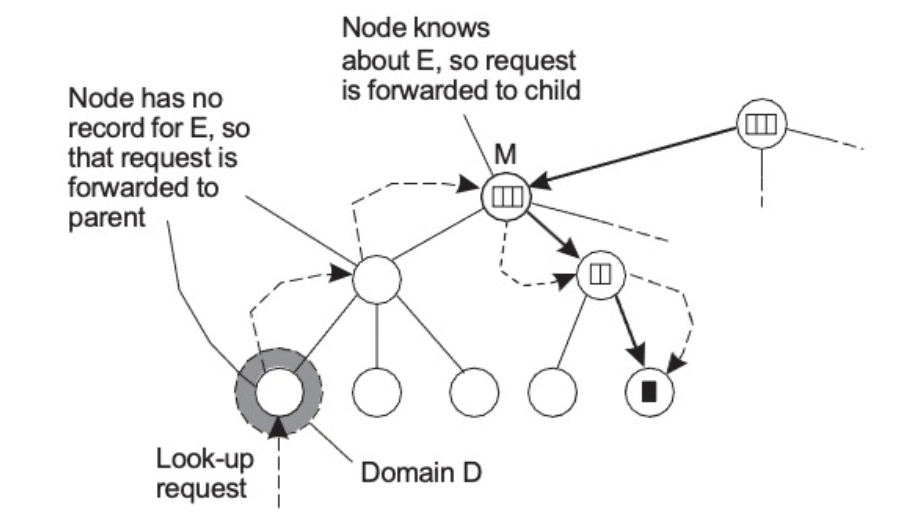 Node knows
about E, so request
is forwarded to child
Node has no
record for E, so
that request is
forwarded to
parent
M
Look-up
request
Domain D